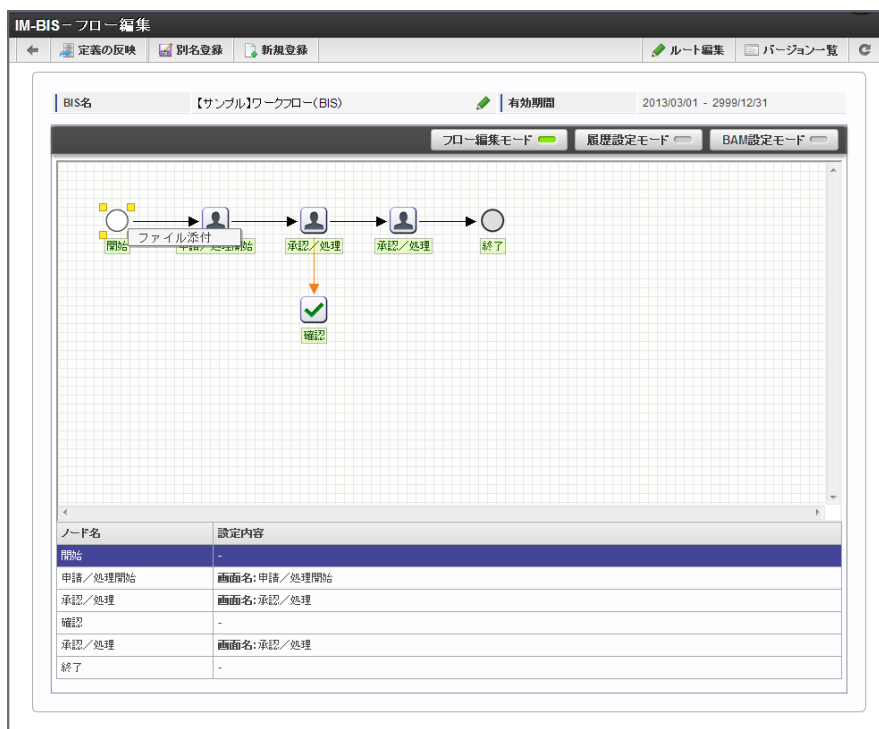 IM-BIS－フロー編集
定義の反映 別名登録 新規登録 ルート編集 バージョン一覧
BIS名 【サンプル】ワークフロー(BIS) 有効期間 2013/03/01 - 2999/12/31
フロー編集モード 履歴設定モード BAM設定モード
ファイル添付
開始 申請／処理開始 承認／処理 承認／処理 終了
確認
ノード名 設定内容
開始 -
申請／処理開始 画面名:申請／処理開始
承認／処理 画面名:承認／処理
確認 -
承認／処理 画面名:承認／処理
終了 -